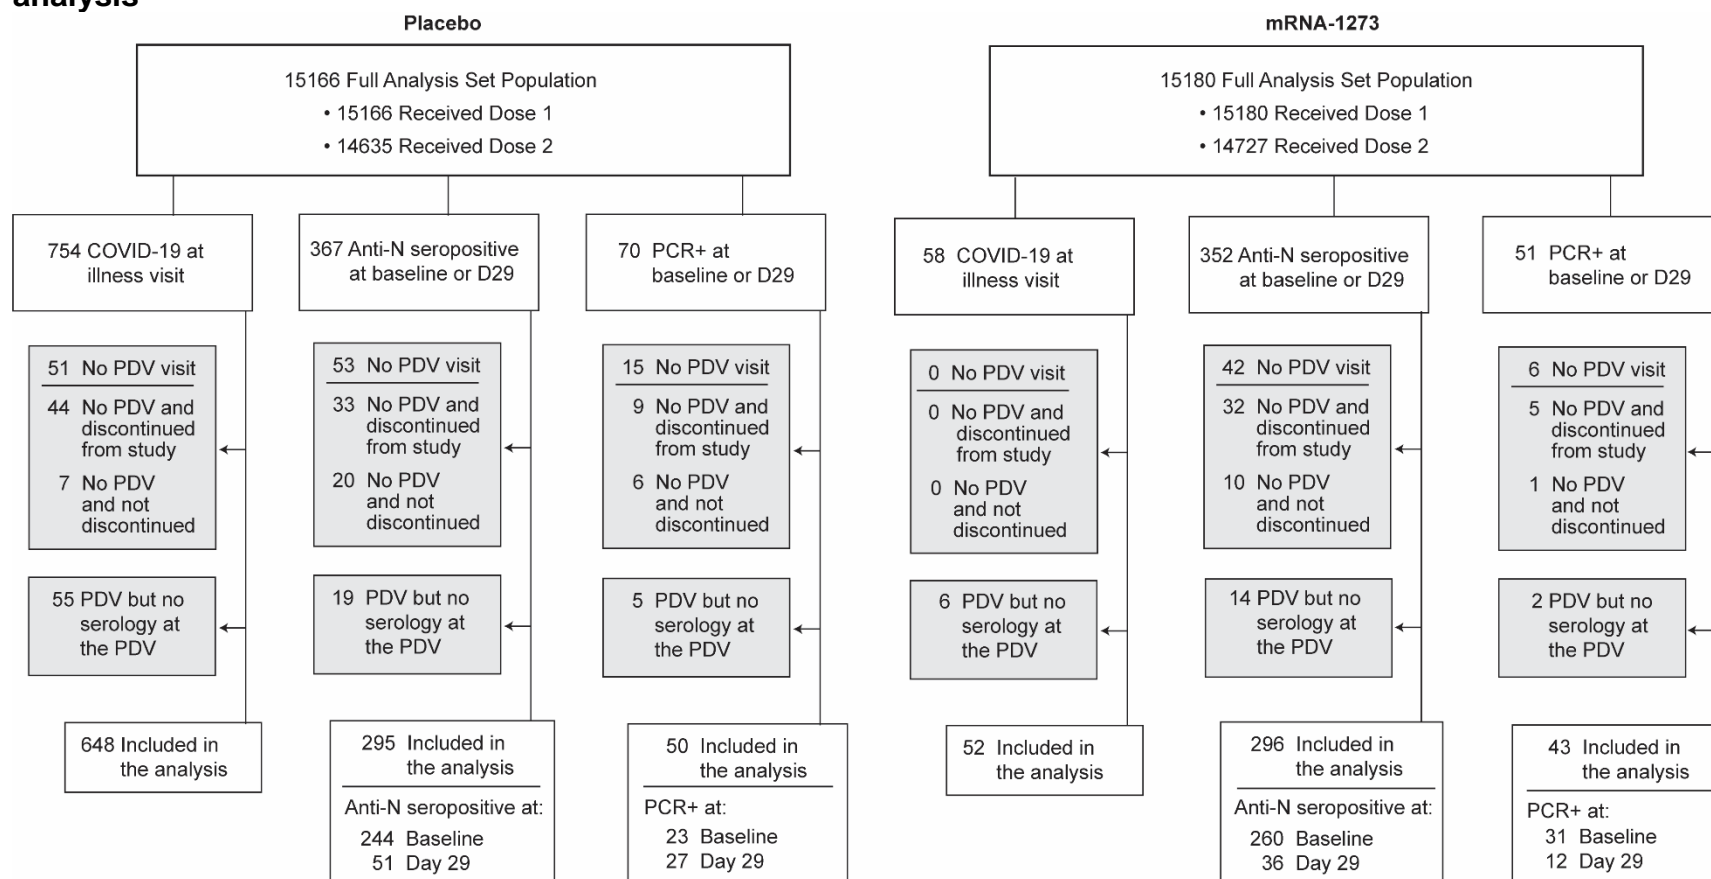 analysis
Placebo
15166 Full Analysis Set Population
• 15166 Received Dose 1
• 14635 Received Dose 2
754 COVID-19 at
illness visit
367 Anti-N seropositive
at baseline or D29
70 PCR+ at
baseline or D29
51 No PDV visit
44 No PDV and
discontinued
from study
7 No PDV
and not
discontinued
53 No PDV visit
33 No PDV and
discontinued
from study
20 No PDV
and not
discontinued
15 No PDV visit
9 No PDV and
discontinued
from study
6 No PDV
and not
discontinued
55 PDV but no
serology at
the PDV
19 PDV but no
serology at
the PDV
5 PDV but no
serology at
the PDV
648 Included in
the analysis
295 Included in
the analysis
Anti-N seropositive at:
244 Baseline
51 Day 29
50 Included in
the analysis
PCR+ at:
23 Baseline
27 Day 29
mRNA-1273
15180 Full Analysis Set Population
• 15180 Received Dose 1
• 14727 Received Dose 2
58 COVID-19 at
illness visit
352 Anti-N seropositive
at baseline or D29
51 PCR+ at
baseline or D29
0 No PDV visit
0 No PDV and
discontinued
from study
0 No PDV
and not
discontinued
42 No PDV visit
32 No PDV and
discontinued
from study
10 No PDV
and not
discontinued
6 No PDV visit
5 No PDV and
discontinued
from study
1 No PDV
and not
discontinued
6 PDV but no
serology at
the PDV
14 PDV but no
serology at
the PDV
2 PDV but no
serology at
the PDV
52 Included in
the analysis
296 Included in
the analysis
Anti-N seropositive at:
260 Baseline
36 Day 29
43 Included in
the analysis
PCR+ at:
31 Baseline
12 Day 29